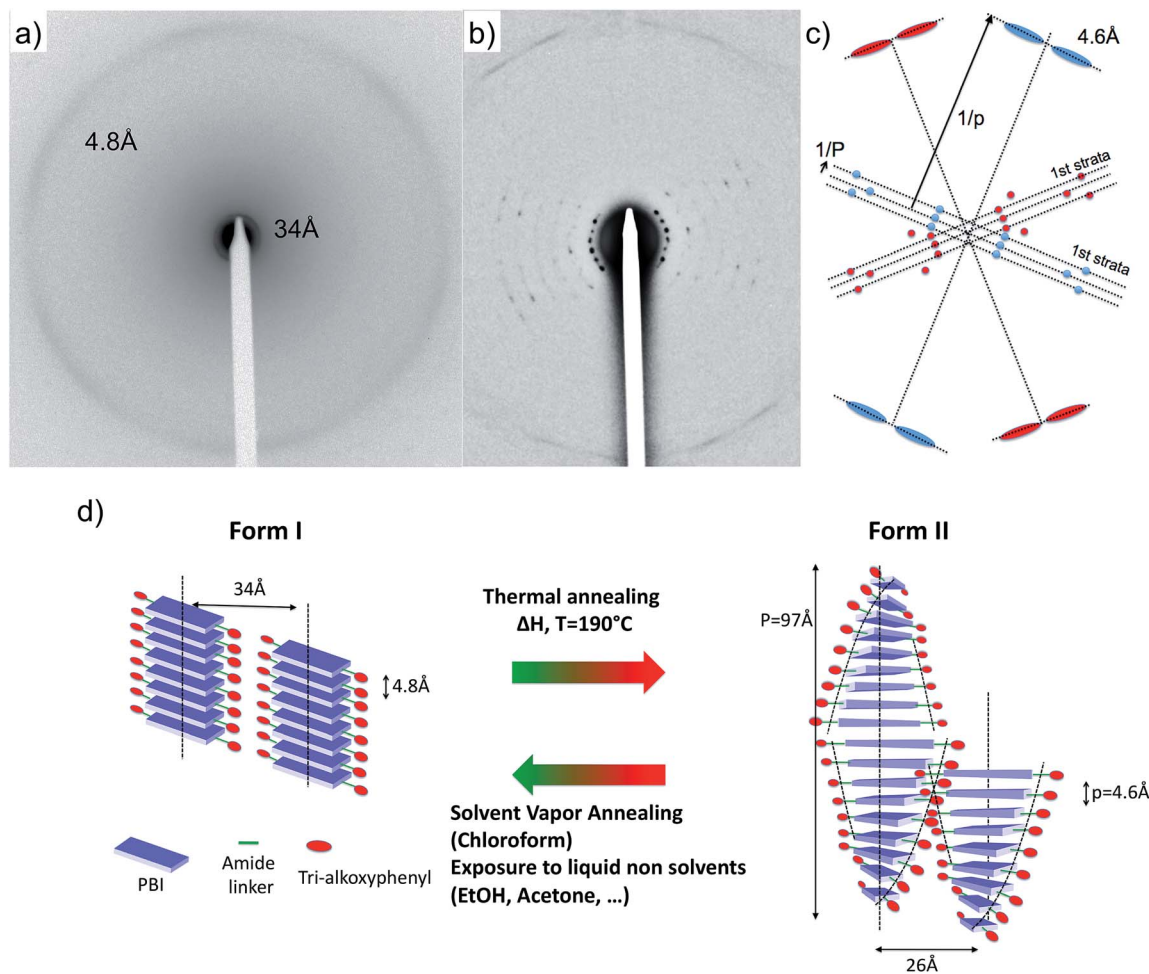 a)
4.8Å
34Å
b)
c)
4.6Å
1/p
1/P
1st strata
1st strata
d)
Form I
34Å
4.8Å
PBI
Amide
linker
Tri-alkoxyphenyl
Thermal annealing
ΔH, T=190°C
Solvent Vapor Annealing
(Chloroform)
Exposure to liquid non solvents
(EtOH, Acetone, ...)
Form II
P=97Å
p=4.6Å
26Å